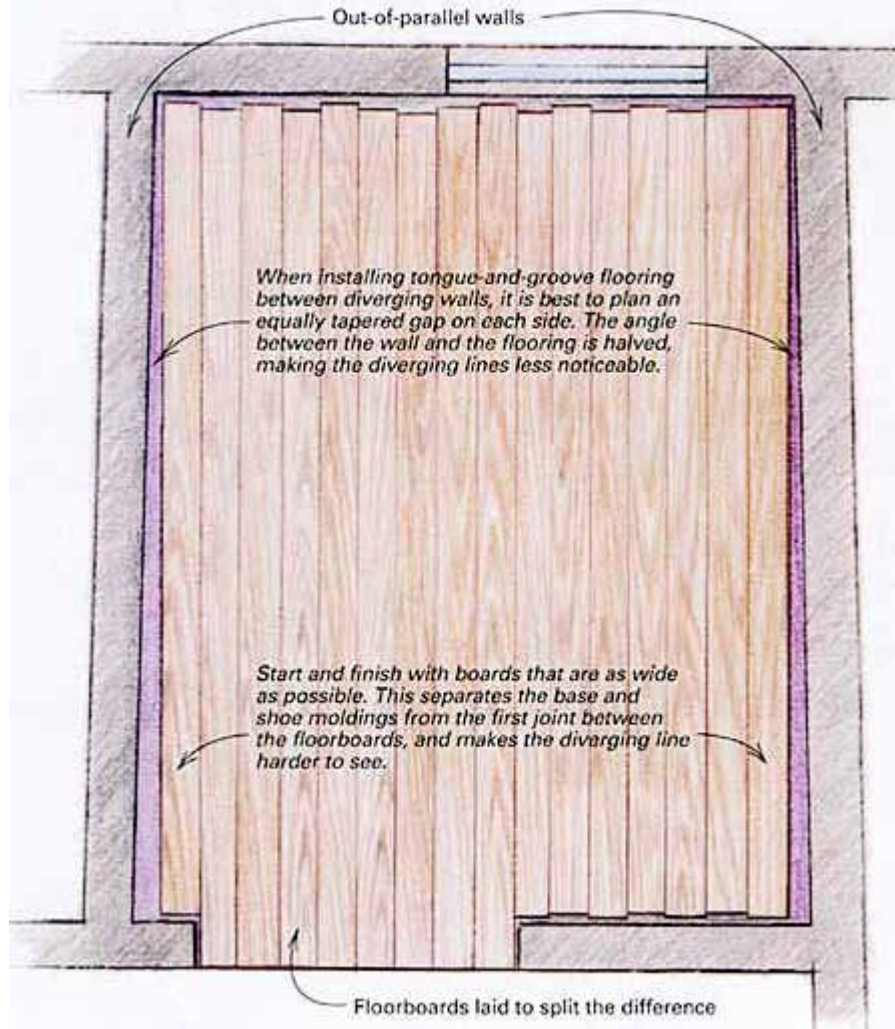 Out-of-parallel walls
When installing tongue-and-groove flooring
between diverging walls, it is best to plan an
equally tapered gap on each side. The angle
between the wall and the flooring is halved,
making the diverging lines less noticeable.
Start and finish with boards that are as wide
as possible. This separates the base and
shoe moldings from the first joint between
the floorboards, and makes the diverging line
harder to see.
Floorboards laid to split the difference